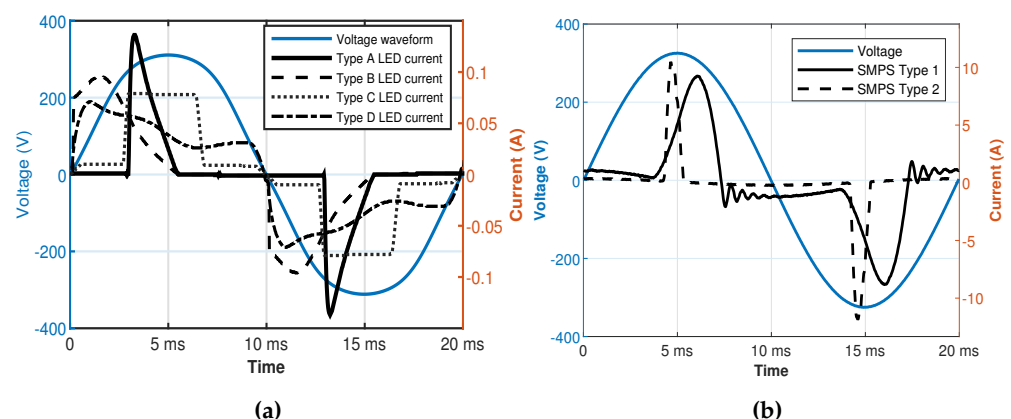 400
200
0
-200
-400
Voltage (V)
Voltage waveform
Type A LED current
Type B LED current
Type C LED current
Type D LED current
0.1
0.05
0
-0.05
-0.1
Current (A)
0
5 ms
10 ms
15 ms
20 ms
Time
(a)
400
200
0
-200
-400
Voltage (V)
Voltage
SMPS Type 1
SMPS Type 2
10
5
0
-5
-10
Current (A)
0
5 ms
10 ms
15 ms
20 ms
Time
(b)